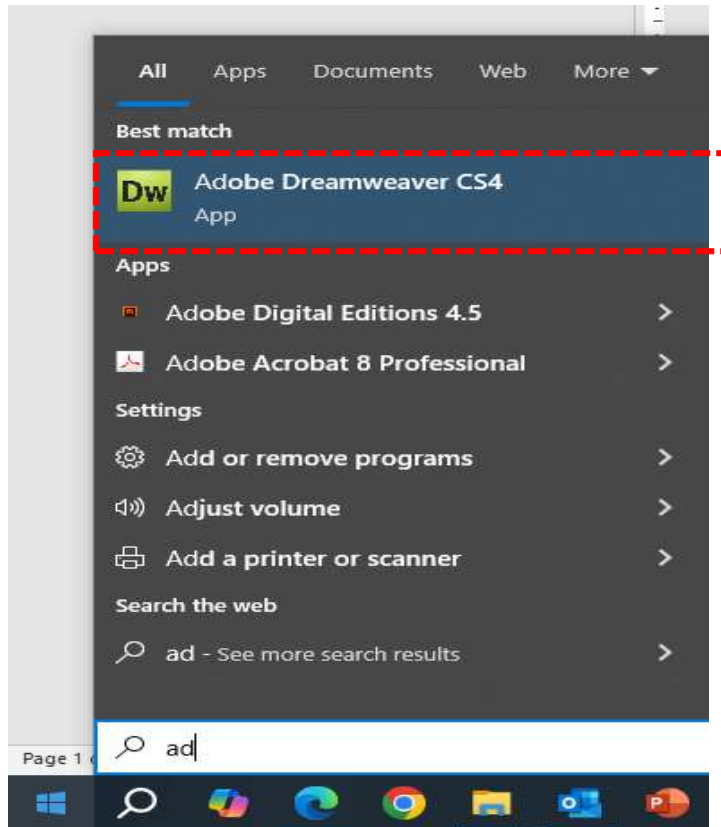 All Apps Documents Web More
Best match
Dw Adobe Dreamweaver CS4
App
Apps
Adobe Digital Editions 4.5
Adobe Acrobat 8 Professional
Settings
Add or remove programs
Adjust volume
Add a printer or scanner
Search the web
ad - See more search results
Page 1
ad